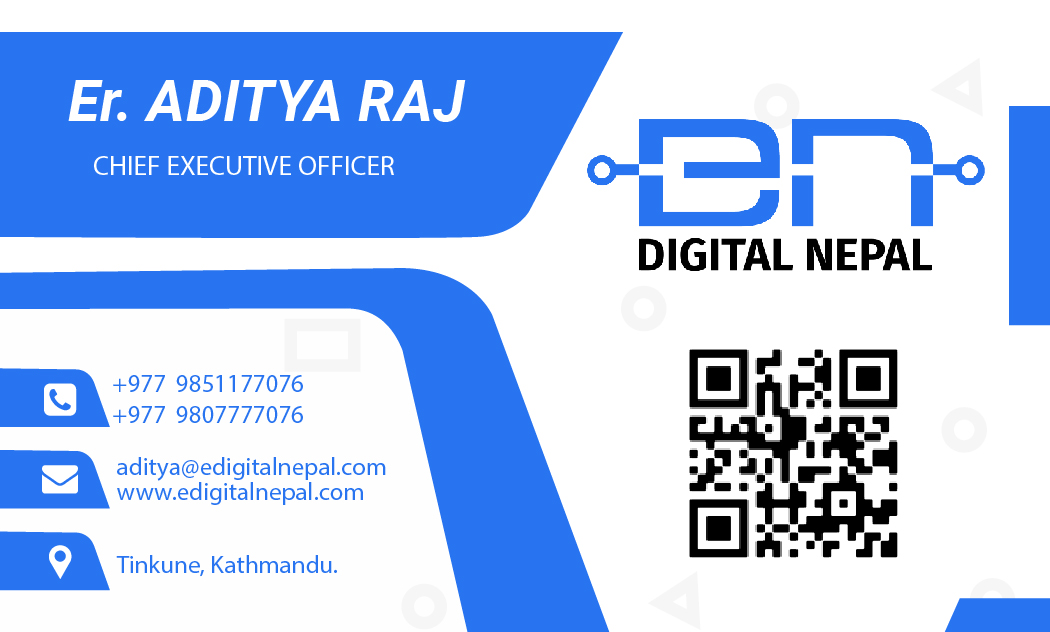 Er. ADITYA RAJ
CHIEF EXECUTIVE OFFICER
en
DIGITAL NEPAL
+977 9851177076
+977 9807777076
aditya@edigitalnepal.com
www.edigitalnepal.com
Tinkune, Kathmandu.